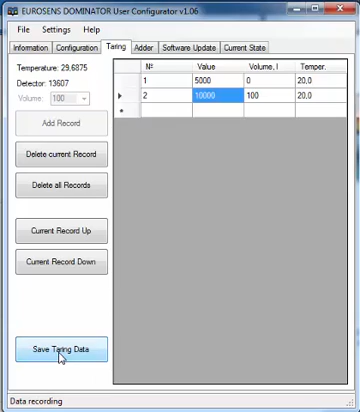 EUROSENS DOMINATOR User Configurator v1.06
File Settings Help
Information Configuration Taring Adder Software Update Current State
Temperature: 29,6875
Detector: 13607
Volume: 100
Add Record
Delete current Record
Delete all Records
Current Record Up
Current Record Down
Save Taring Data
№ Value Volume, l Temper.
1 5000 0 20,0
2 10000 100 20,0
Data recording